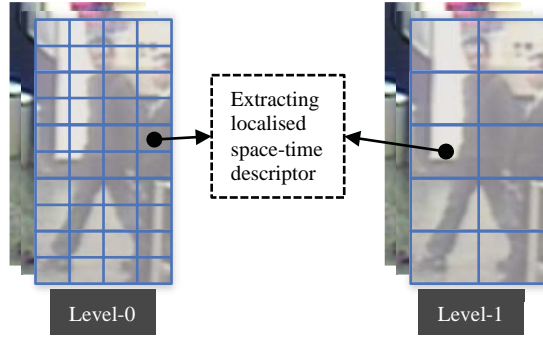 Extracting
localised
space-time
descriptor
Level-0
Level-1